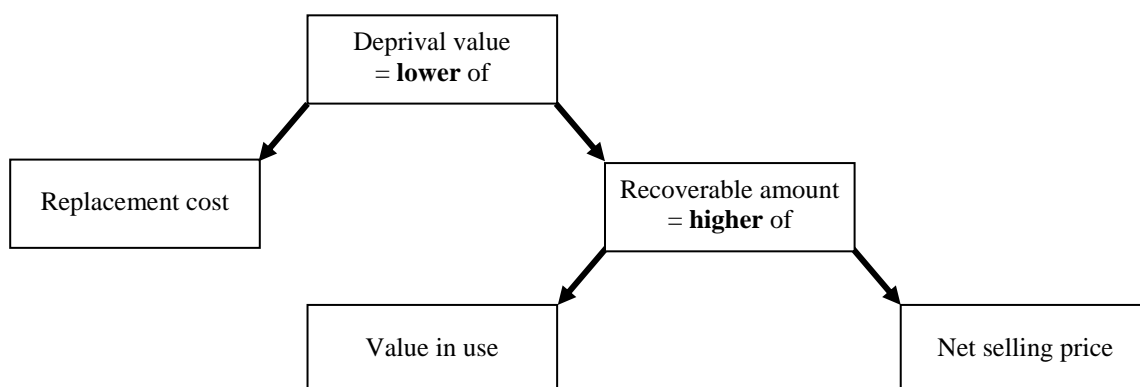 Deprival value
= lower of
Replacement cost
Recoverable amount
= higher of
Value in use
Net selling price